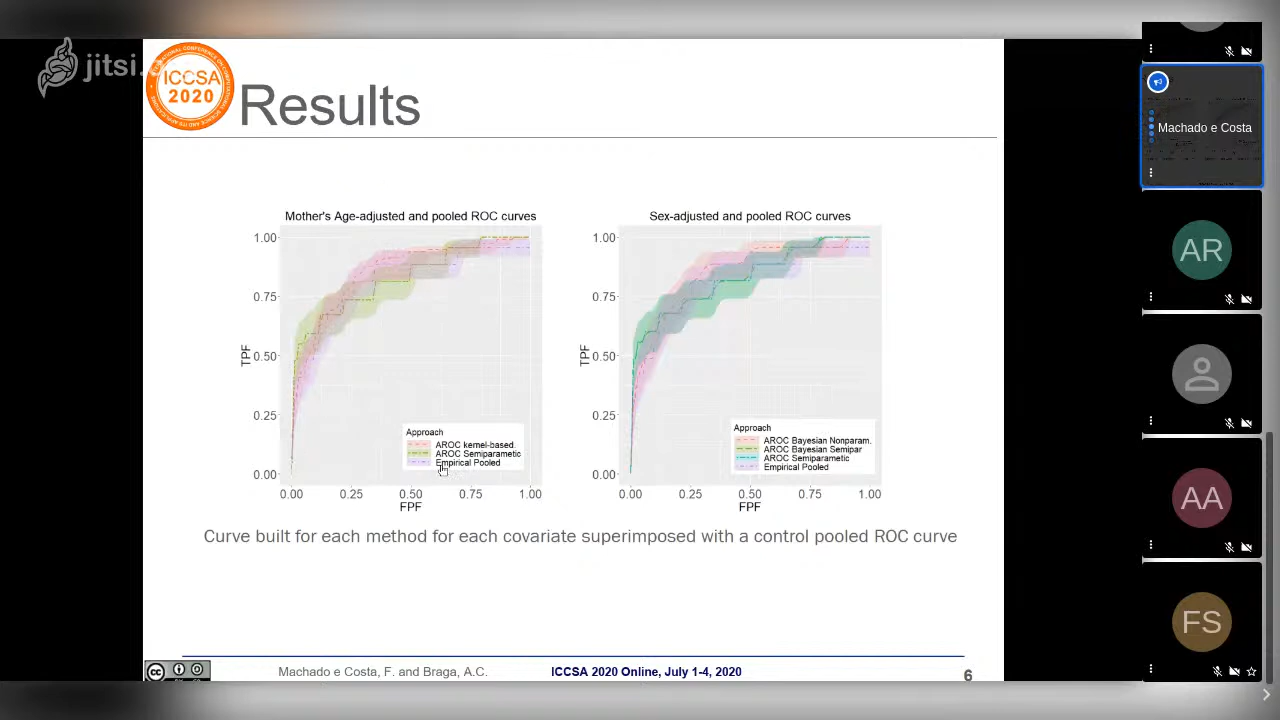 jitsi.
ICCSA
2020
Results
Machado e Costa
AR
AA
FS
Mother's Age-adjusted and pooled ROC curves
1.00
0.75
0.50
0.25
0.00
TPF
0.00 0.25 0.50 0.75 1.00
FPF
Approach
AROC kernel-based.
AROC Semiparametic
Empirical Pooled
Sex-adjusted and pooled ROC curves
1.00
0.75
0.50
0.25
0.00
TPF
0.00 0.25 0.50 0.75 1.00
FPF
Approach
AROC Bayesian Nonparam.
AROC Bayesian Semipar
AROC Semiparametic
Empirical Pooled
Curve built for each method for each covariate superimposed with a control pooled ROC curve
Machado e Costa, F. and Braga, A.C.
ICCSA 2020 Online, July 1-4, 2020
6